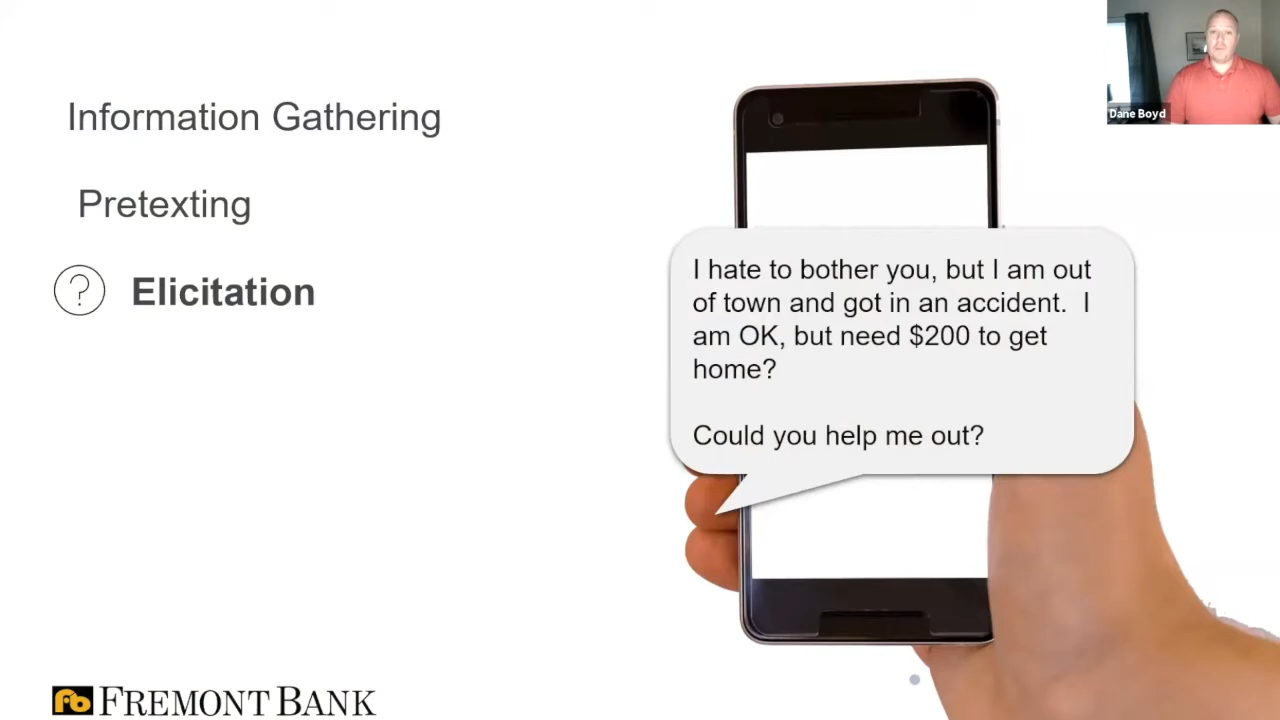 Information Gathering
Pretexting
? Elicitation
I hate to bother you, but I am out
of town and got in an accident.  I
am OK, but need $200 to get
home?
Could you help me out?
Dane Boyd
fb FREMONT BANK